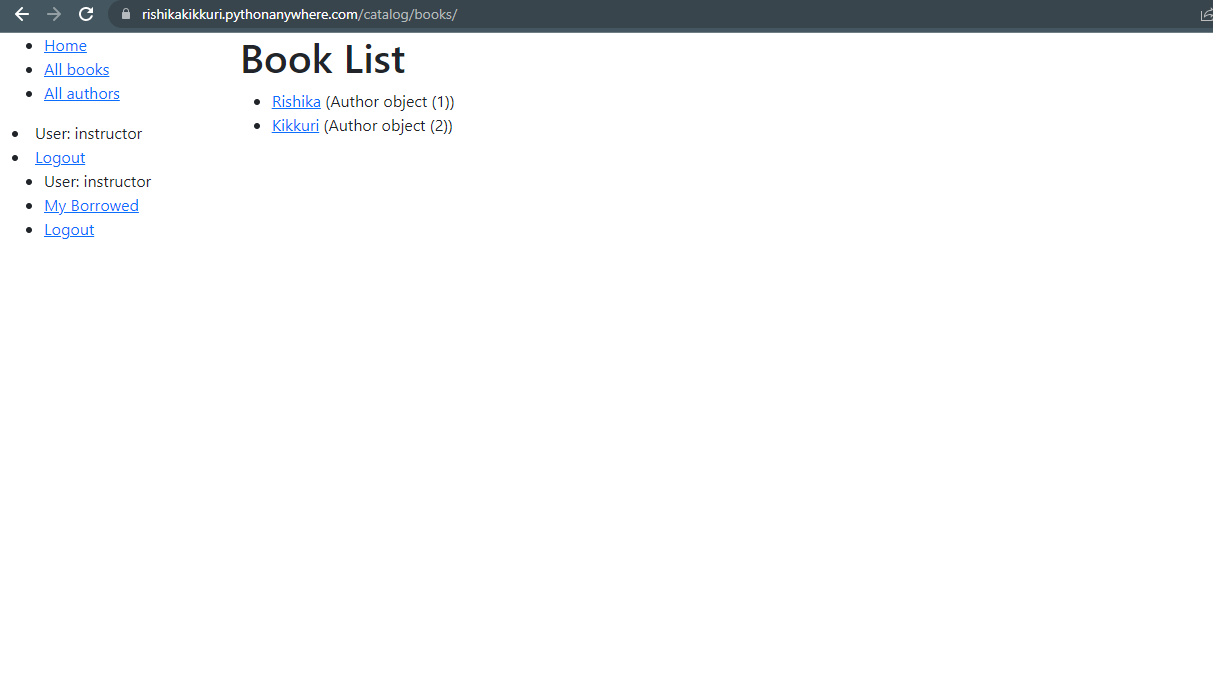 rishikakikkuri.pythonanywhere.com/catalog/books/
Home
All books
All authors
User: instructor
Logout
User: instructor
My Borrowed
Logout
Book List
Rishika (Author object (1))
Kikkuri (Author object (2))